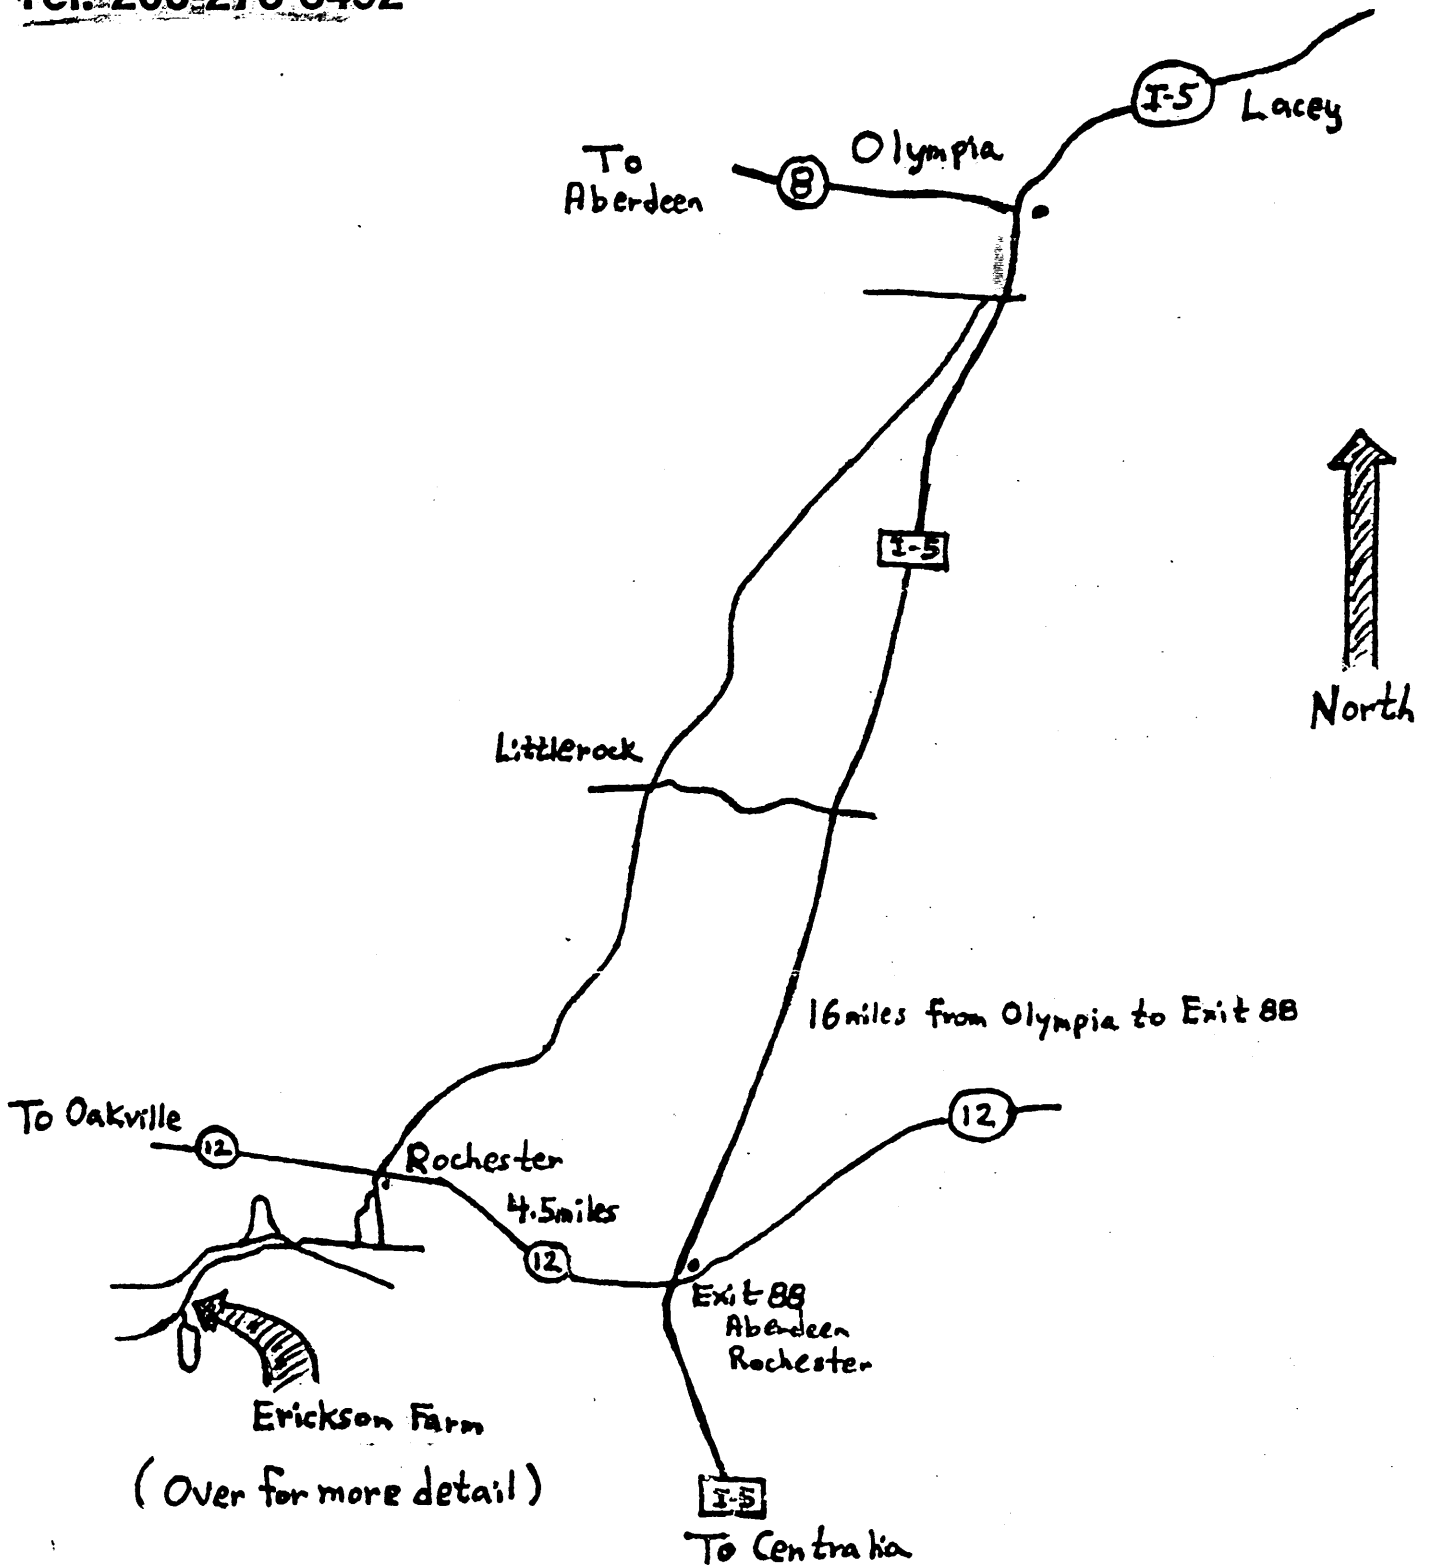 I-5
Lacey
Olympia
To
Aberdeen
8
I-5
North
Littlerock
16 miles from Olympia to Exit 88
To Oakville
12
12
Rochester
4.5 miles
12
Exit 88
Aberdeen
Rochester
Erickson Farm
(Over for more detail)
I-5
To Centralia